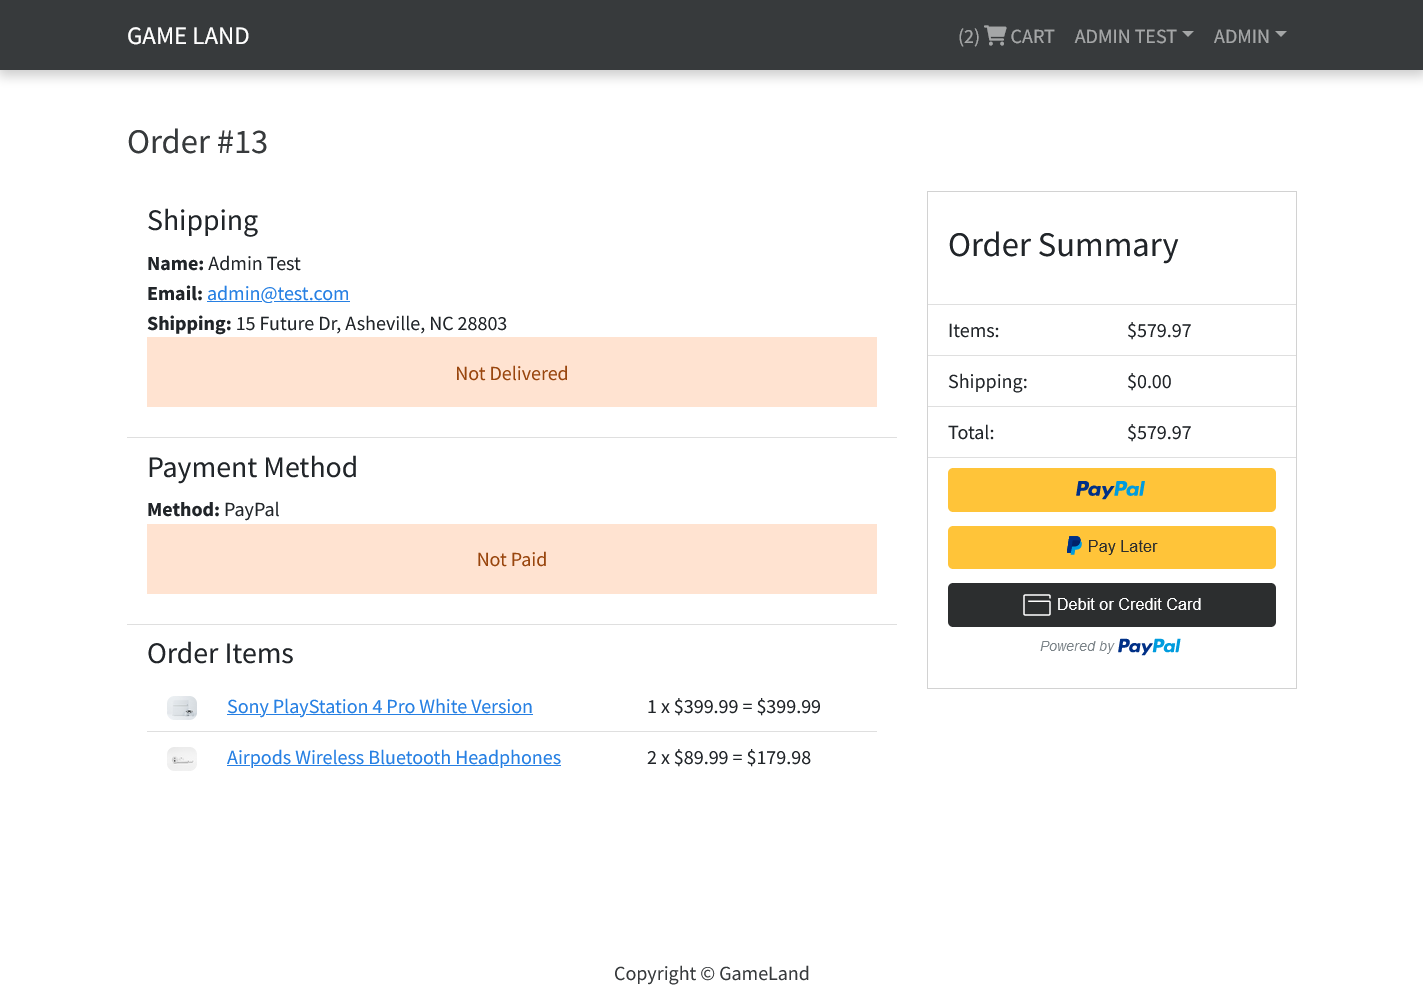 GAME LAND
(2) CART ADMIN TEST ADMIN
Order #13
Shipping
Name: Admin Test
Email: admin@test.com
Shipping: 15 Future Dr, Asheville, NC 28803
Not Delivered
Payment Method
Method: PayPal
Not Paid
Order Items
Sony PlayStation 4 Pro White Version 1 x $399.99 = $399.99
Airpods Wireless Bluetooth Headphones 2 x $89.99 = $179.98
Order Summary
Items: $579.97
Shipping: $0.00
Total: $579.97
PayPal
Pay Later
Debit or Credit Card
Powered by PayPal
Copyright © GameLand